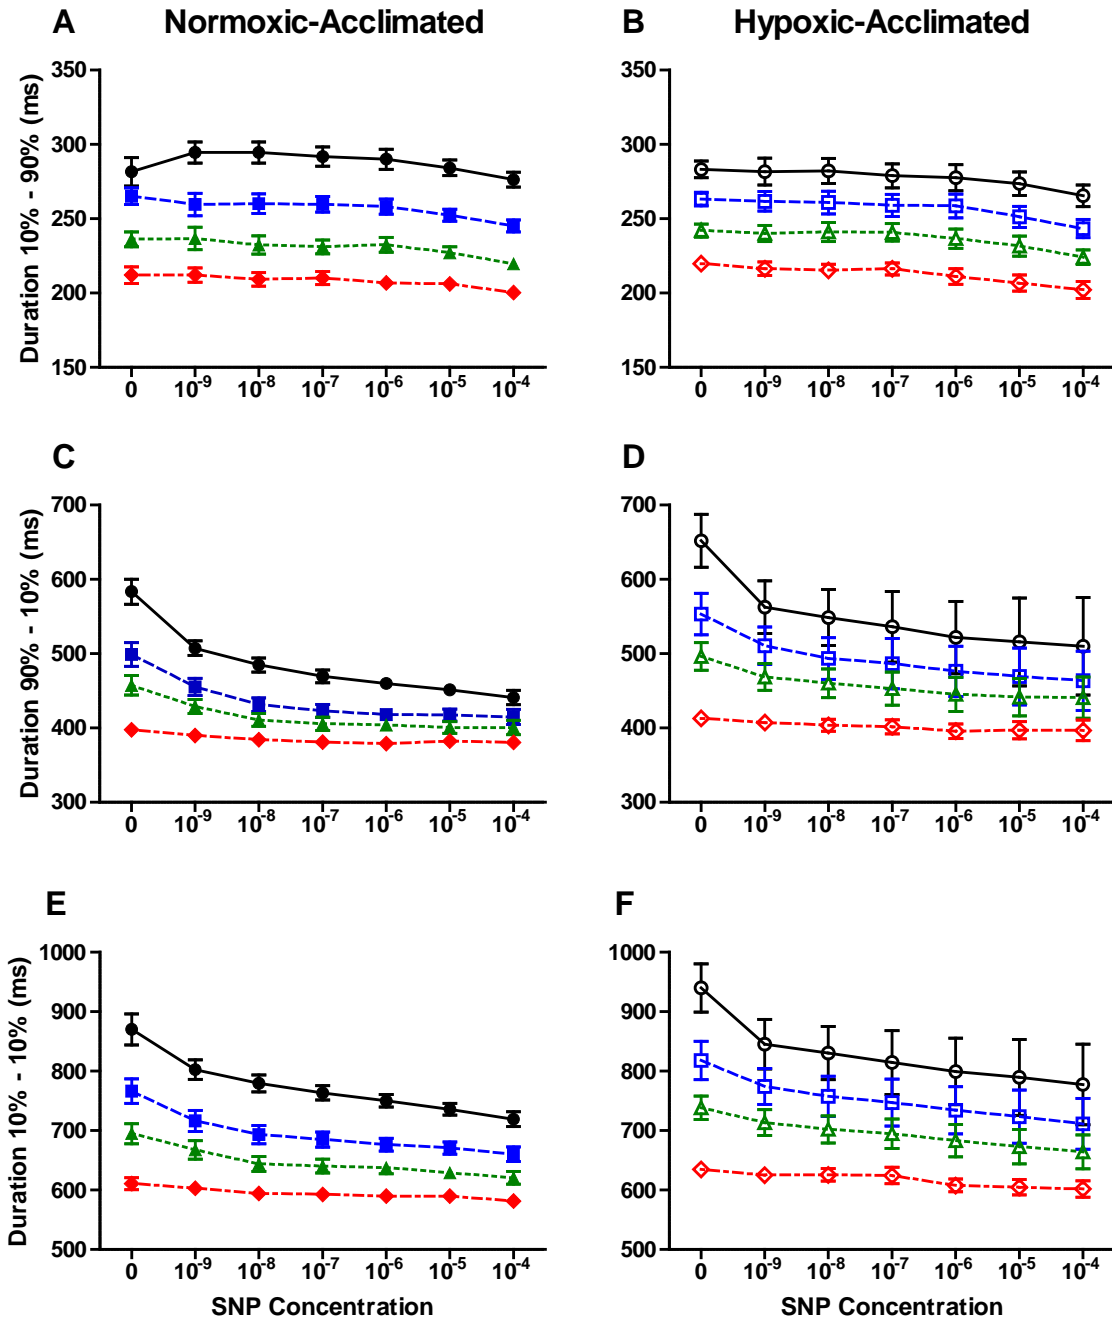 A Normoxic-Acclimated
B Hypoxic-Acclimated
Duration 10% - 90% (ms)
350
300
250
200
150
0 10-9 10-8 10-7 10-6 10-5 10-4
350
300
250
200
150
0 10-9 10-8 10-7 10-6 10-5 10-4
C
Duration 90% - 10% (ms)
700
600
500
400
300
0 10-9 10-8 10-7 10-6 10-5 10-4
D
700
600
500
400
300
0 10-9 10-8 10-7 10-6 10-5 10-4
E
Duration 10% - 10% (ms)
1000
900
800
700
600
500
0 10-9 10-8 10-7 10-6 10-5 10-4
SNP Concentration
F
1000
900
800
700
600
500
0 10-9 10-8 10-7 10-6 10-5 10-4
SNP Concentration